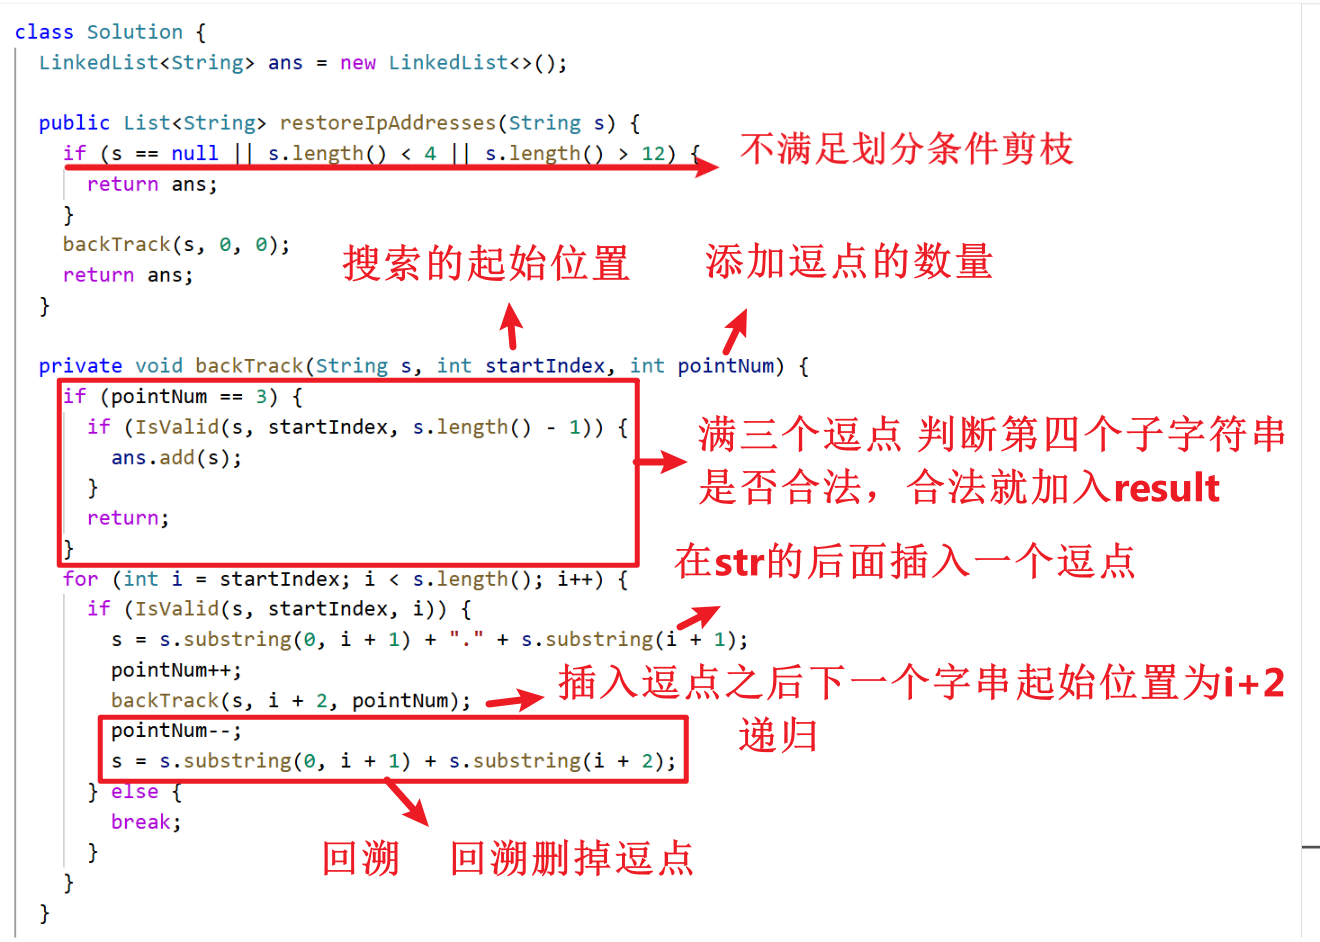 class Solution {
LinkedList<String> ans = new LinkedList<>();
public List<String> restoreIpAddresses(String s) {
if (s == null || s.length() < 4 || s.length() > 12) {
不满足划分条件剪枝
return ans;
}
backTrack(s, 0, 0);
return ans;
}
搜索的起始位置
添加逗点的数量
private void backTrack(String s, int startIndex, int pointNum) {
if (pointNum == 3) {
if (IsValid(s, startIndex, s.length() - 1)) {
ans.add(s);
}
return;
}
满三个逗点 判断第四个子字符串
是否合法，合法就加入result
for (int i = startIndex; i < s.length(); i++) {
在str的后面插入一个逗点
if (IsValid(s, startIndex, i)) {
s = s.substring(0, i + 1) + "." + s.substring(i + 1);
pointNum++;
backTrack(s, i + 2, pointNum);
插入逗点之后下一个字串起始位置为i+2
递归
pointNum--;
s = s.substring(0, i + 1) + s.substring(i + 2);
} else {
break;
}
回溯 回溯删掉逗点
}
}